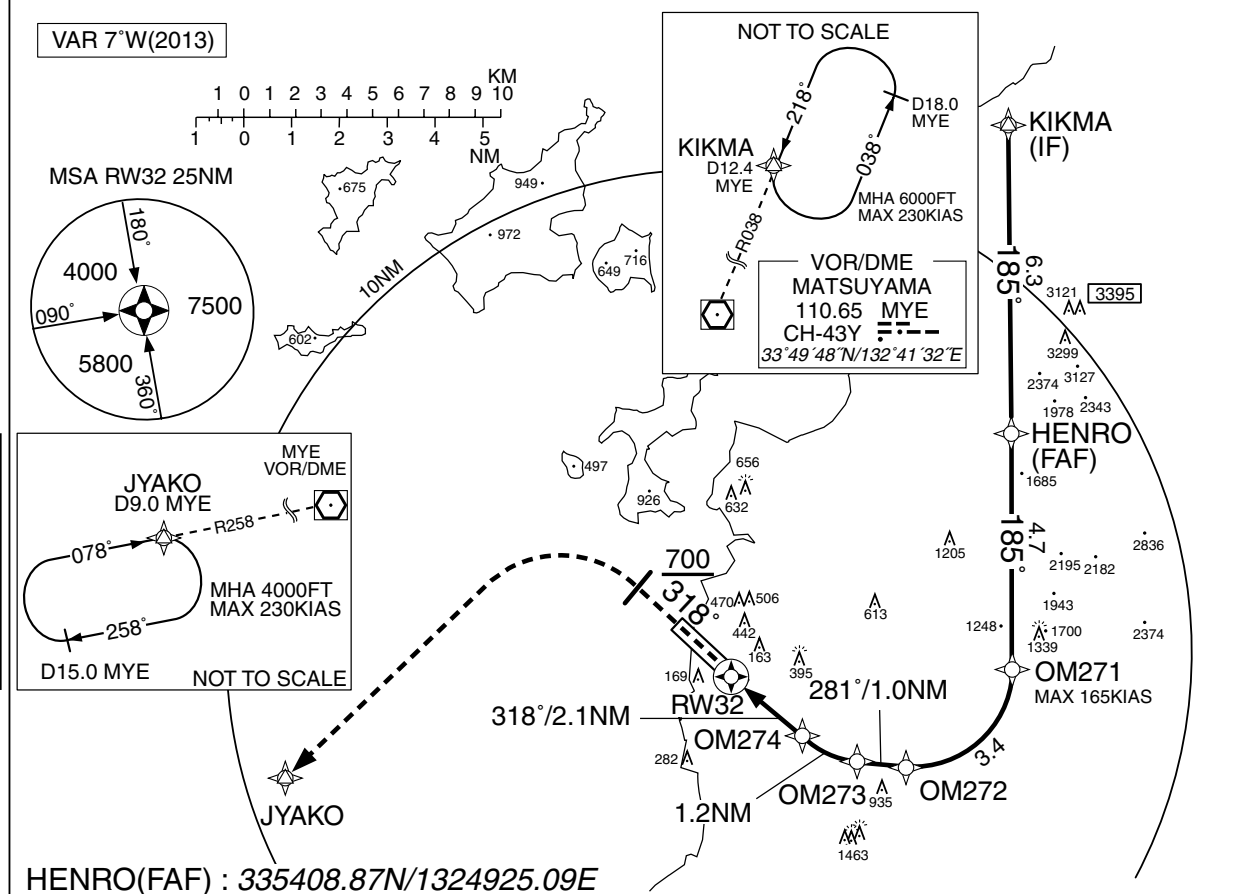 VAR 7°W(2013)
KM
1 0 1 2 3 4 5 6 7 8 9 10
1 0 1 2 3 4 5
NM
MSA RW32 25NM
180°
4000
7500
090°
5800
360°
675
949
972
649
716
602
10NM
NOT TO SCALE
218°
D18.0
MYE
KIKMA
D12.4
MYE
038°
MHA 6000FT
MAX 230KIAS
R038
VOR/DME
MATSUYAMA
110.65 MYE
CH-43Y
33°49´48˝N/132°41´32˝E
KIKMA
(IF)
185°
6.3
3121
3395
3299
2374
3127
1978
2343
HENRO
(FAF)
1685
185°
4.7
2836
1205
2195
2182
1943
1248
1700
1339
2374
613
OM271
MAX 165KIAS
MYE
VOR/DME
JYAKO
D9.0 MYE
R258
078°
MHA 4000FT
MAX 230KIAS
258°
D15.0 MYE
NOT TO SCALE
497
926
656
632
700
318°
470
506
442
163
395
169
RW32
281°/1.0NM
318°/2.1NM
OM274
282
3.4
OM273
935
OM272
1.2NM
1463
JYAKO
HENRO(FAF) : 335408.87N/1324925.09E